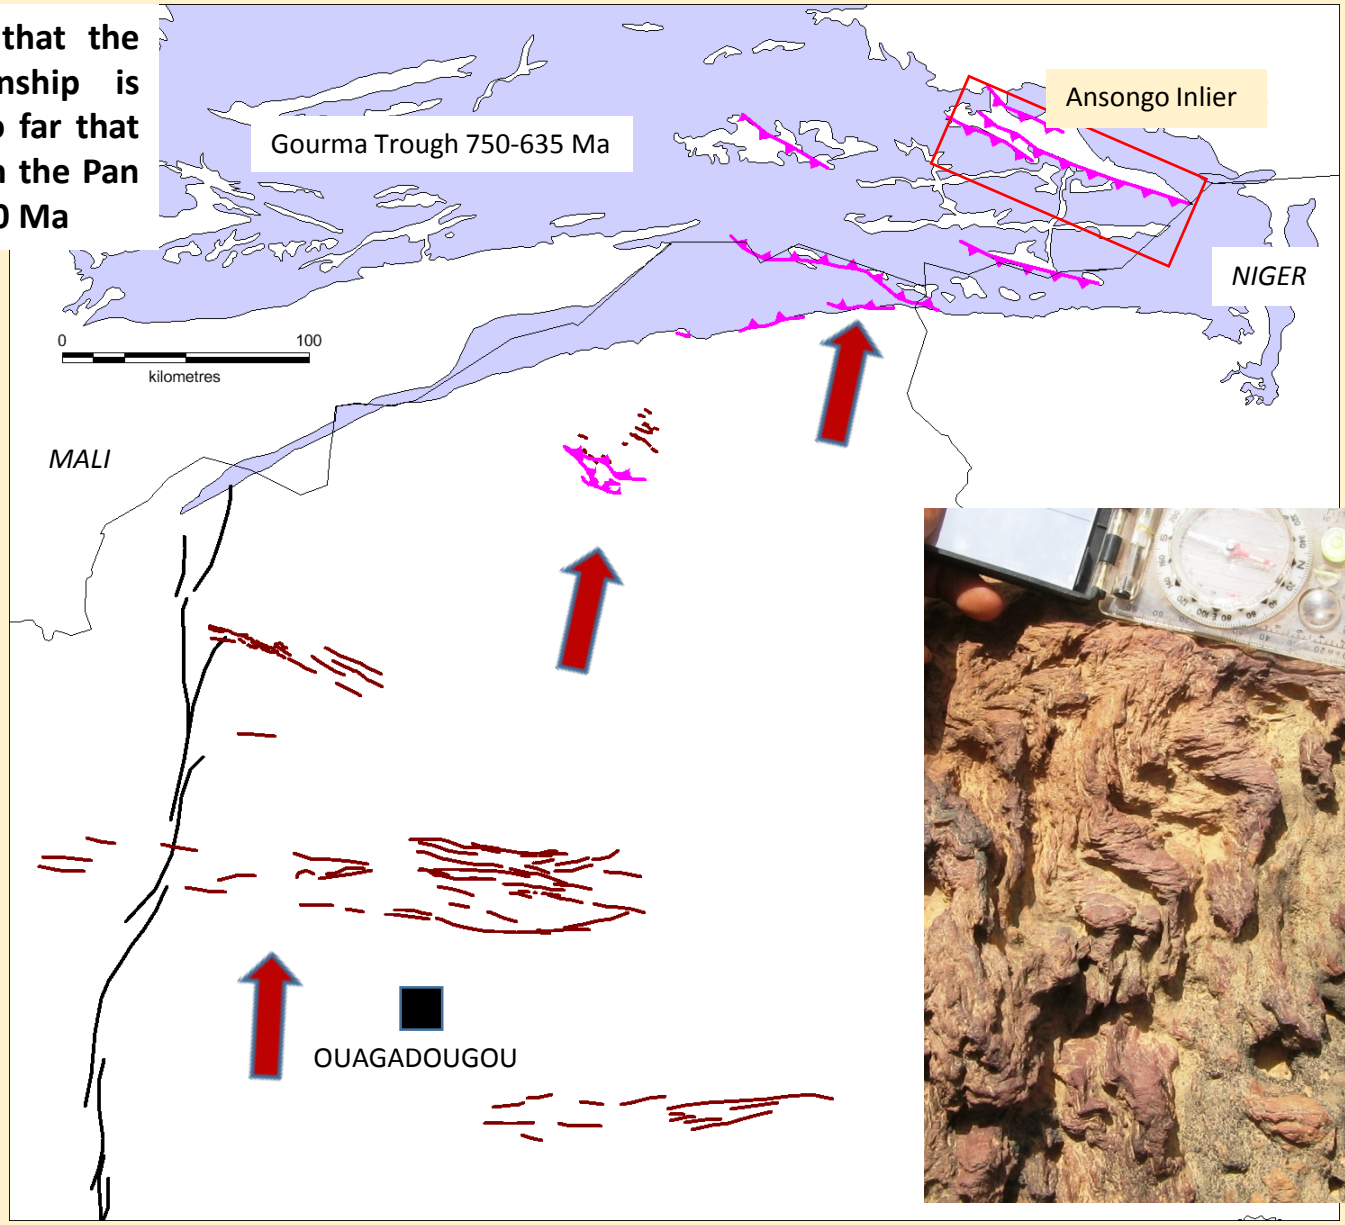 that the
nship is
far that
the Pan
0 Ma
Ansongo Inlier
Gourma Trough 750-635 Ma
NIGER
0 100
kilometres
MALI
OUAGADOUGOU